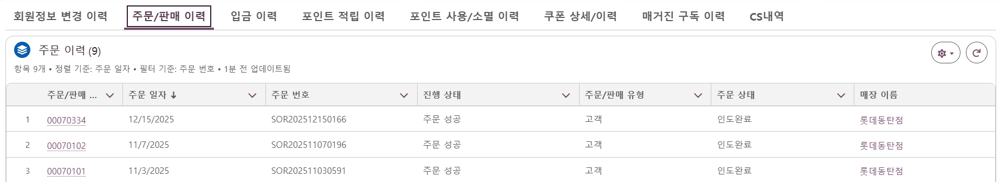 회원정보 변경 이력 주문/판매 이력 입금 이력 포인트 적립 이력 포인트 사용/소멸 이력 쿠폰 상세/이력 매거진 구독 이력 CS내역
주문 이력 (9)
항목 9개 • 정렬 기준: 주문 일자 • 필터 기준: 주문 번호 • 1분 전 업데이트됨
주문/판매 ... 주문 일자 ↓ 주문 번호 진행 상태 주문/판매 유형 주문 상태 매장 이름
1 00070334 12/15/2025 SOR202512150166 주문 성공 고객 인도완료 롯데동탄점
2 00070102 11/7/2025 SOR202511070196 주문 성공 고객 인도완료 롯데동탄점
3 00070101 11/3/2025 SOR202511030591 주문 성공 고객 인도완료 롯데동탄점